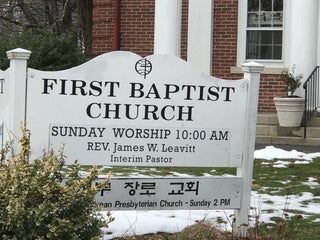 FIRST BAPTIST
CHURCH
SUNDAY WORSHIP 10:00 AM
REV. James W. Leavitt
Interim Pastor
장로 교회
Presbyterian Church - Sunday 2 PM